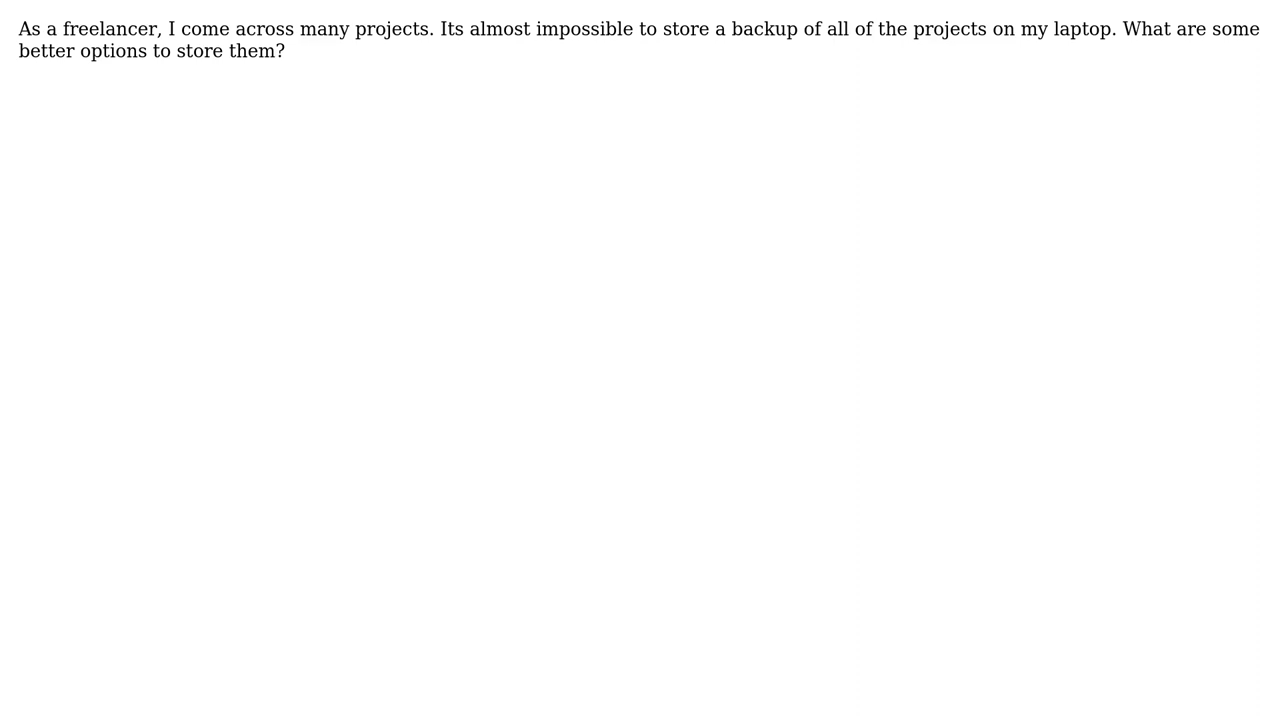 As a freelancer, I come across many projects. Its almost impossible to store a backup of all of the projects on my laptop. What are some
better options to store them?